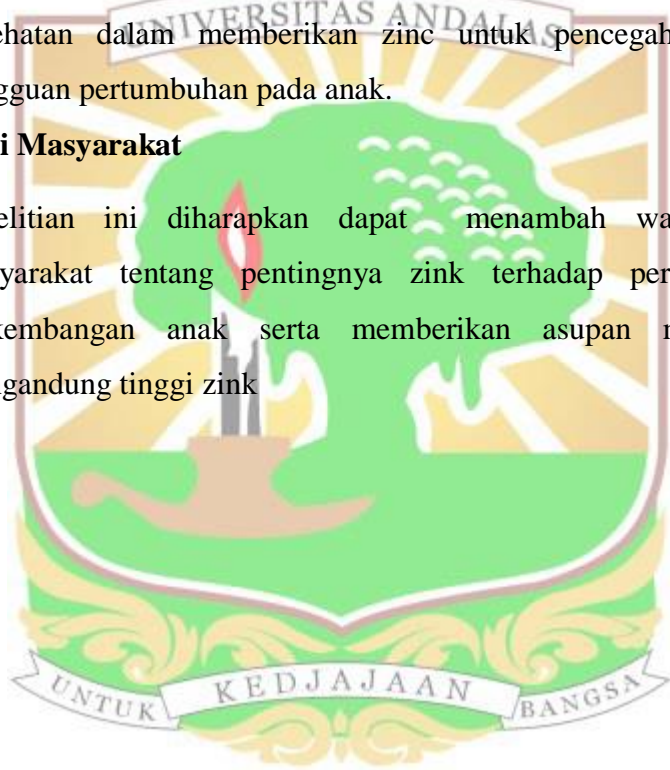 UNIVERSITAS ANDALAS
ehatan dalam memberikan zinc untuk pencegah
gguan pertumbuhan pada anak.
i Masyarakat
elitian ini diharapkan dapat menambah wa
yarakat tentang pentingnya zink terhadap per
kembangan anak serta memberikan asupan
ngandung tinggi zink
UNTUK KEDJAJAAN BANGSA